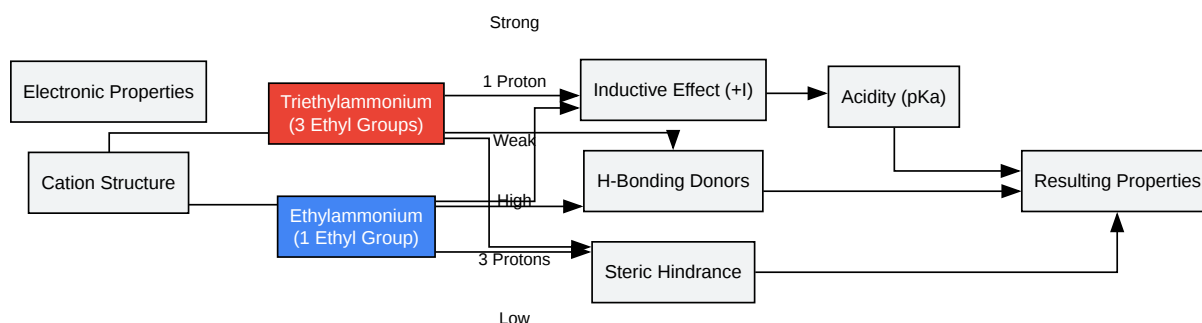 Strong
Electronic Properties
Cation Structure
Triethylammonium
(3 Ethyl Groups)
Ethylammonium
(1 Ethyl Group)
1 Proton
Weak
High
3 Protons
Low
Inductive Effect (+I)
H-Bonding Donors
Steric Hindrance
Acidity (pKa)
Resulting Properties